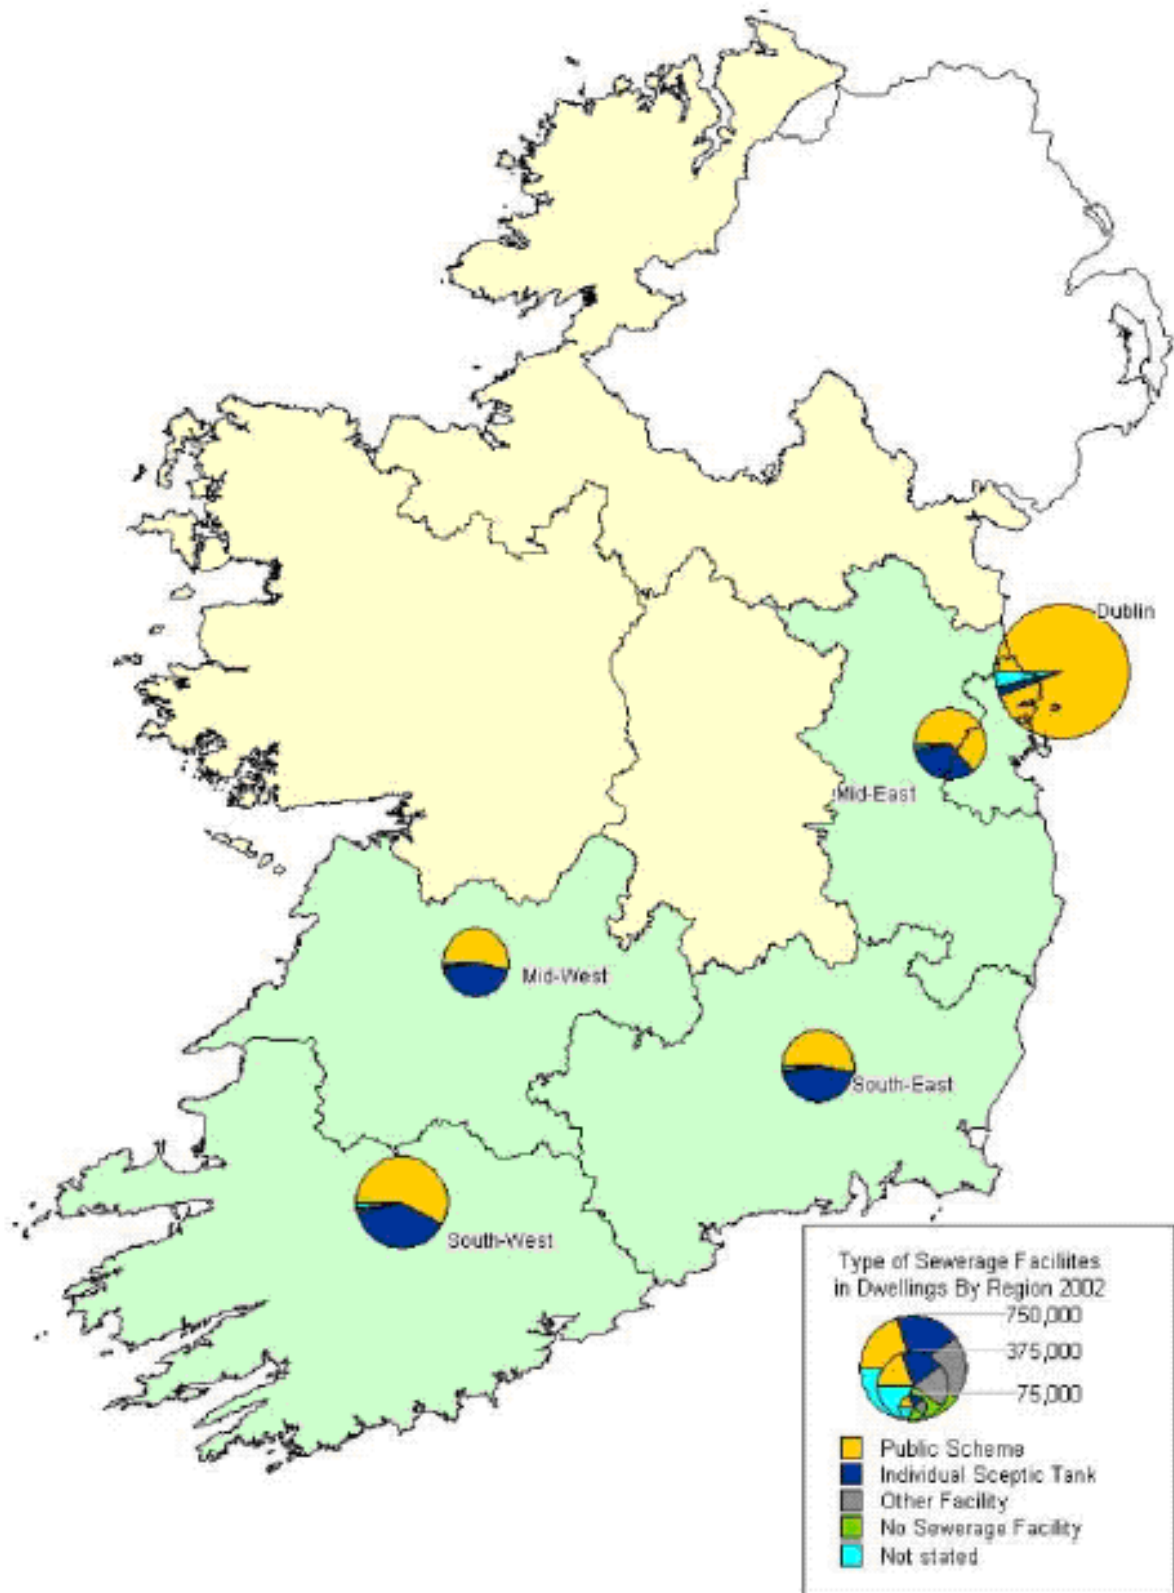 Dublin
Mid-East
Mid-West
South-East
South-West
Type of Sewerage Faciliites
in Dwellings By Region 2002
750,000
375,000
75,000
Public Scheme
Individual Sceptic Tank
Other Facility
No Sewerage Facility
Not stated